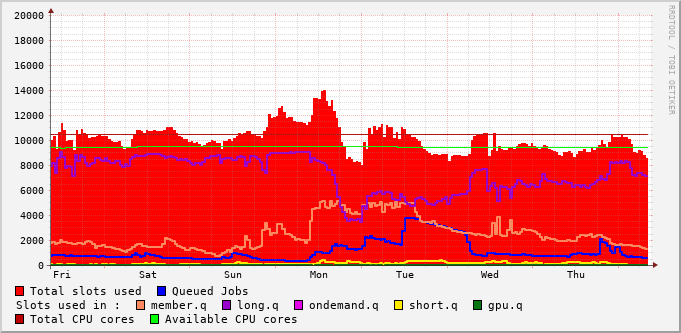 20000
18000
16000
14000
12000
10000
8000
6000
4000
2000
0
Fri Sat Sun Mon Tue Wed Thu
RRDTOOL / TOBI OETIKER
Total slots used Queued Jobs
Slots used in : member.q long.q ondemand.q short.q gpu.q
Total CPU cores Available CPU cores